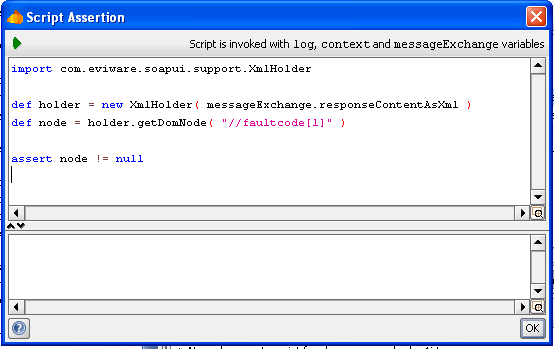 Script Assertion
Script is invoked with log, context and messageExchange variables
import com.eviware.soapui.support.XmlHolder
def holder = new XmlHolder( messageExchange.responseContentAsXml )
def node = holder.getDomNode( "//faultcode[1]" )
assert node != null
OK